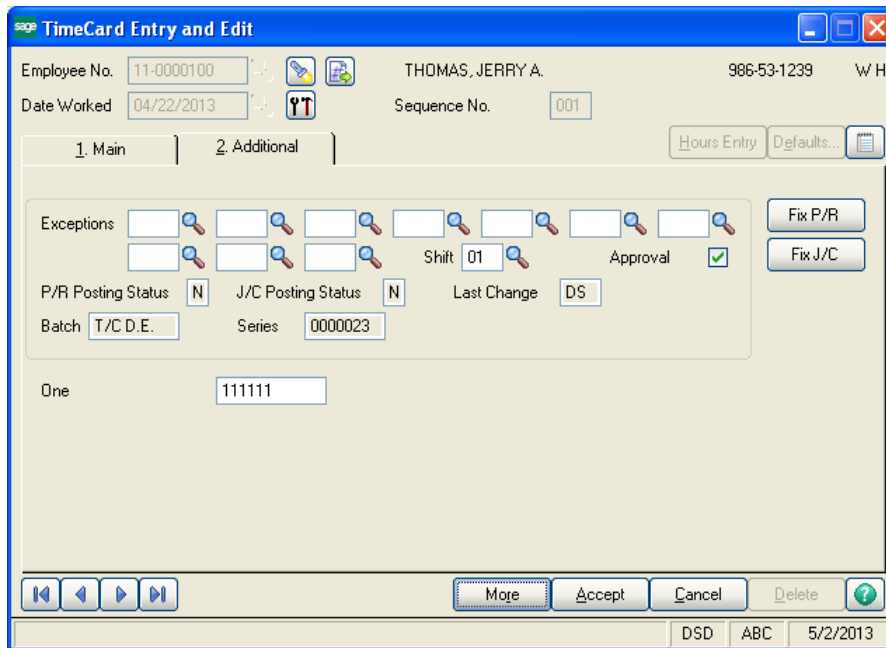 sage TimeCard Entry and Edit
Employee No. 11-0000100 THOMAS, JERRY A. 986-53-1239 W H
Date Worked 04/22/2013 Sequence No. 001
1. Main 2. Additional Hours Entry Defaults...
Exceptions Fix P/R
Shift 01 Approval Fix J/C
P/R Posting Status N J/C Posting Status N Last Change DS
Batch T/C D.E. Series 0000023
One 111111
More Accept Cancel Delete ?
DSD ABC 5/2/2013